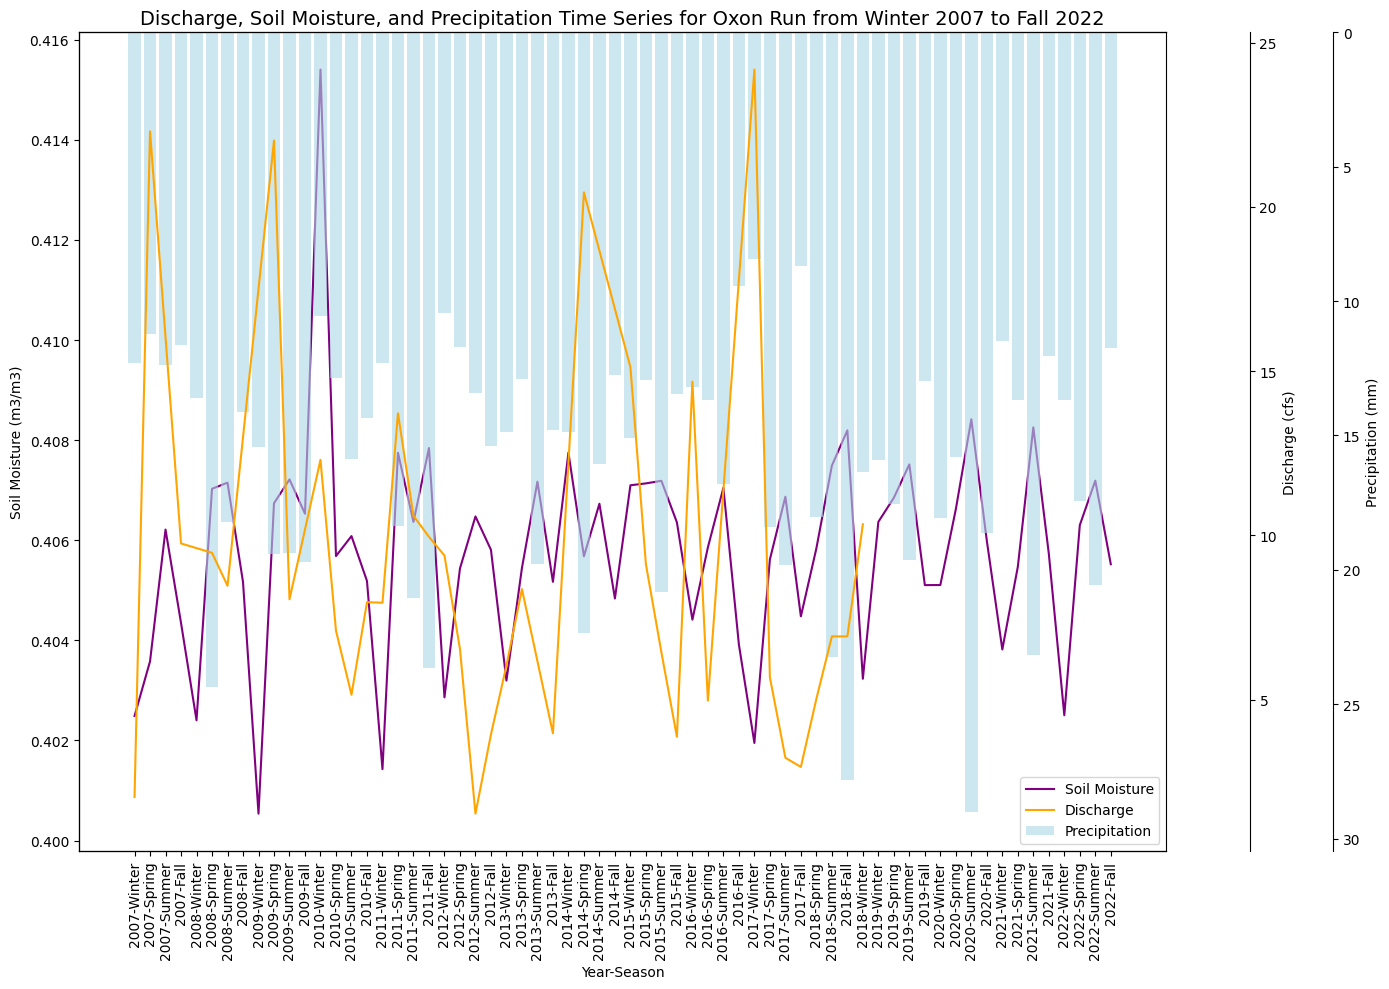 Discharge, Soil Moisture, and Precipitation Time Series for Oxon Run from Winter 2007 to Fall 2022
0.416
0.414
0.412
0.410
0.408
0.406
0.404
0.402
0.400
Soil Moisture (m3/m3)
25
20
15
10
5
Discharge (cfs)
0
5
10
15
20
25
30
Precipitation (mm)
Soil Moisture
Discharge
Precipitation
2007-Winter
2007-Spring
2007-Summer
2007-Fall
2008-Winter
2008-Spring
2008-Summer
2008-Fall
2009-Winter
2009-Spring
2009-Summer
2009-Fall
2010-Winter
2010-Spring
2010-Summer
2010-Fall
2011-Winter
2011-Spring
2011-Summer
2011-Fall
2012-Winter
2012-Spring
2012-Summer
2012-Fall
2013-Winter
2013-Spring
2013-Summer
2013-Fall
2014-Winter
2014-Spring
2014-Summer
2014-Fall
2015-Winter
2015-Spring
2015-Summer
2015-Fall
2016-Winter
2016-Spring
2016-Summer
2016-Fall
2017-Winter
2017-Spring
2017-Summer
2017-Fall
2018-Spring
2018-Summer
2018-Fall
2018-Winter
2019-Winter
2019-Spring
2019-Summer
2019-Fall
2020-Winter
2020-Spring
2020-Summer
2020-Fall
2021-Winter
2021-Spring
2021-Summer
2021-Fall
2022-Winter
2022-Spring
2022-Summer
2022-Fall
Year-Season